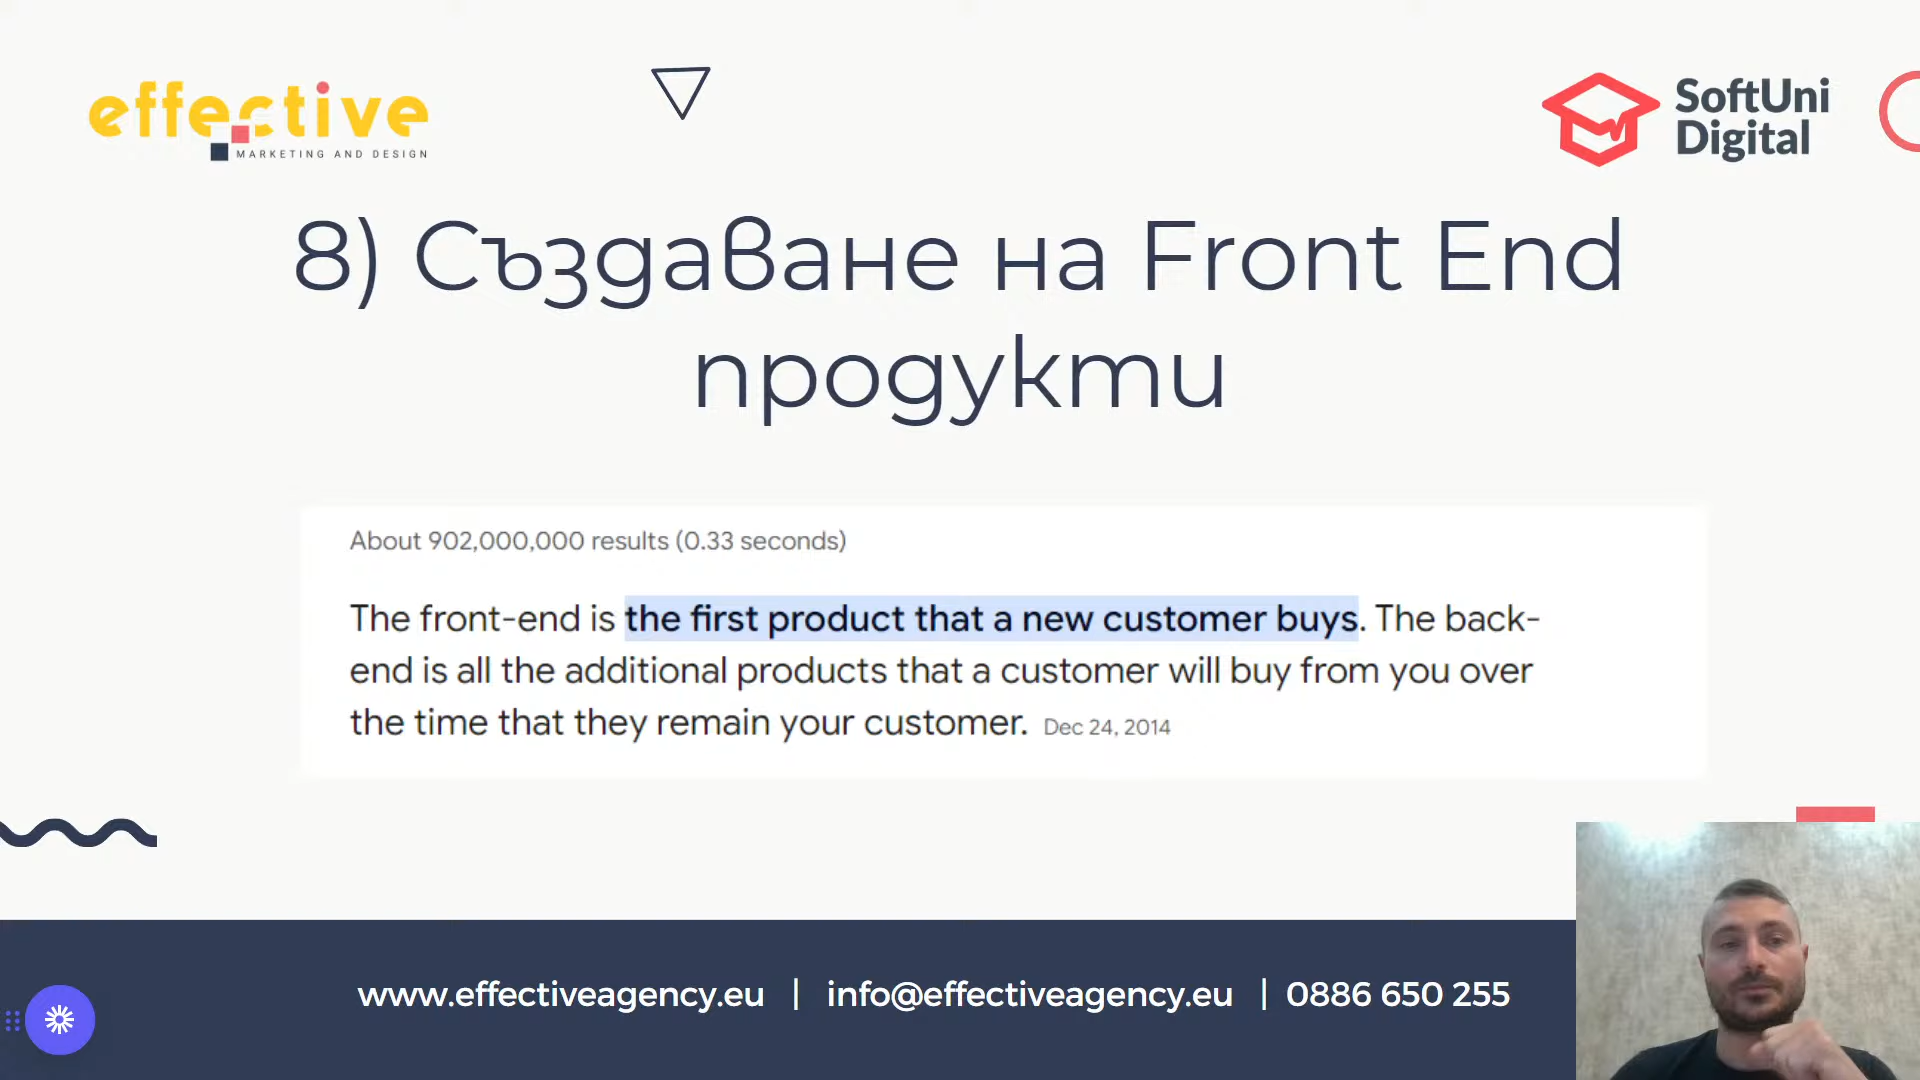 effective
MARKETING AND DESIGN
SoftUni
Digital
8) Създаване на Front End
продукти
About 902,000,000 results (0.33 seconds)
The front-end is the first product that a new customer buys. The back-
end is all the additional products that a customer will buy from you over
the time that they remain your customer. Dec 24, 2014
www.effectiveagency.eu | info@effectiveagency.eu | 0886 650 255